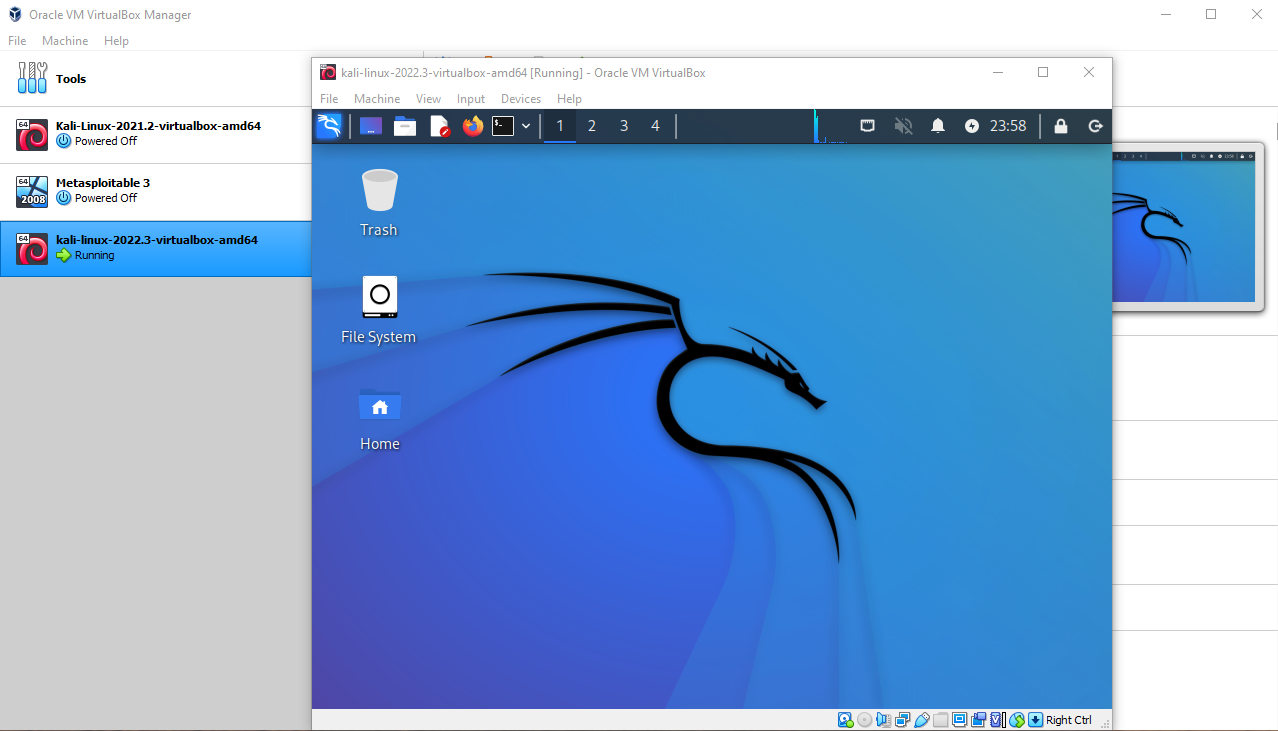 Oracle VM VirtualBox Manager
File Machine Help
Tools
64
Kali-Linux-2021.2-virtualbox-amd64
Powered Off
64
2008
Metasploitable 3
Powered Off
64
kali-linux-2022.3-virtualbox-amd64
Running
kali-linux-2022.3-virtualbox-amd64 [Running] - Oracle VM VirtualBox
File Machine View Input Devices Help
$_ 1 2 3 4 23:58
Trash
File System
Home
Right Ctrl